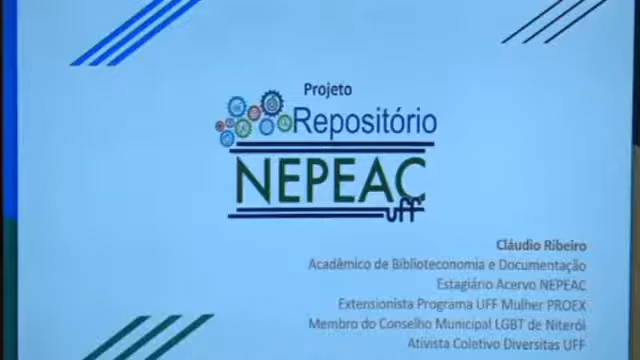 Projeto
Repositório
NEPEAC
uff
Cláudio Ribeiro
Acadêmico de Biblioteconomia e Documentação
Estagiário Acervo NEPEAC
Extensionista Programa UFF Mulher PROEX
Membro do Conselho Municipal LGBT de Niterói
Ativista Coletivo Diversitas UFF